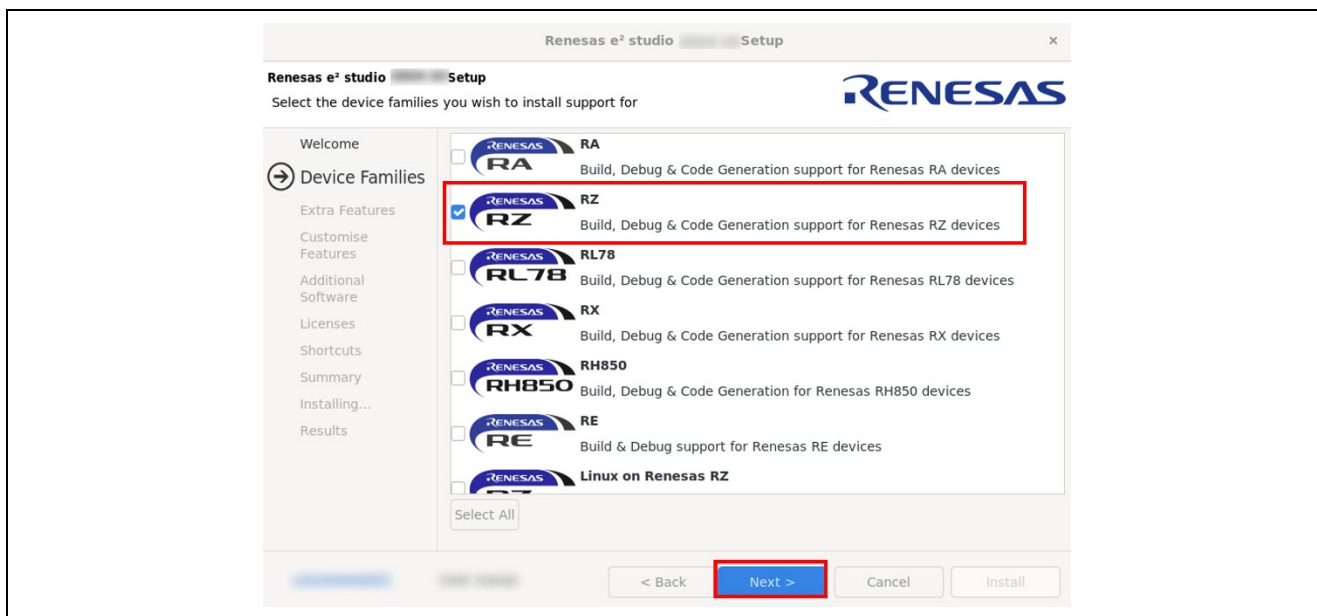 Renesas e² studio Setup
×
Renesas e² studio Setup
Select the device families you wish to install support for
RENESAS
Welcome
Device Families
Extra Features
Customise
Features
Additional
Software
Licenses
Shortcuts
Summary
Installing...
Results
RENESAS
RA
RA
Build, Debug & Code Generation support for Renesas RA devices
RENESAS
RZ
RZ
Build, Debug & Code Generation support for Renesas RZ devices
RENESAS
RL78
RL78
Build, Debug & Code Generation support for Renesas RL78 devices
RENESAS
RX
RX
Build, Debug & Code Generation support for Renesas RX devices
RENESAS
RH850
RH850
Build, Debug & Code Generation for Renesas RH850 devices
RENESAS
RE
RE
Build & Debug support for Renesas RE devices
RENESAS
Linux on Renesas RZ
Select All
< Back
Next >
Cancel
Install